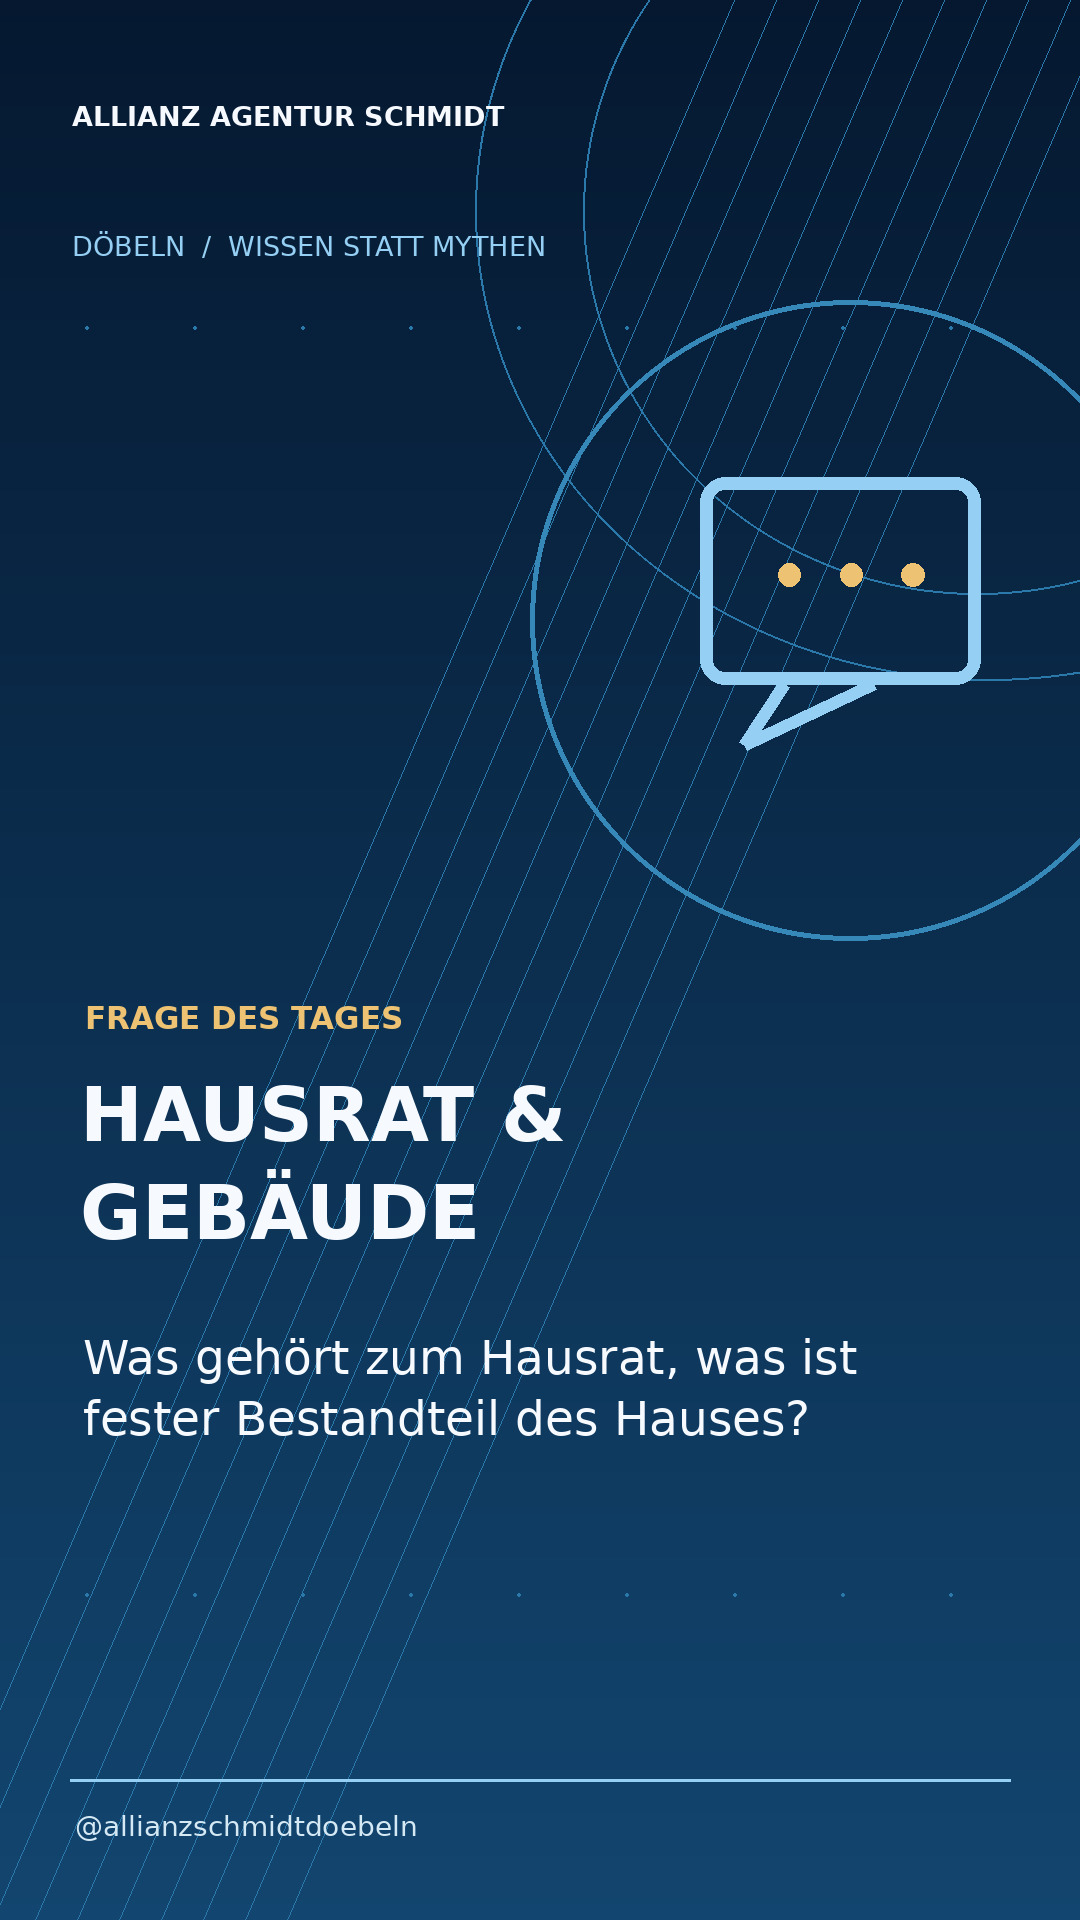 ALLIANZ AGENTUR SCHMIDT
DÖBELN / WISSEN STATT MYTHEN
FRAGE DES TAGES
HAUSRAT &
GEBÄUDE
Was gehört zum Hausrat, was ist
fester Bestandteil des Hauses?
@allianzschmidtdoebeln